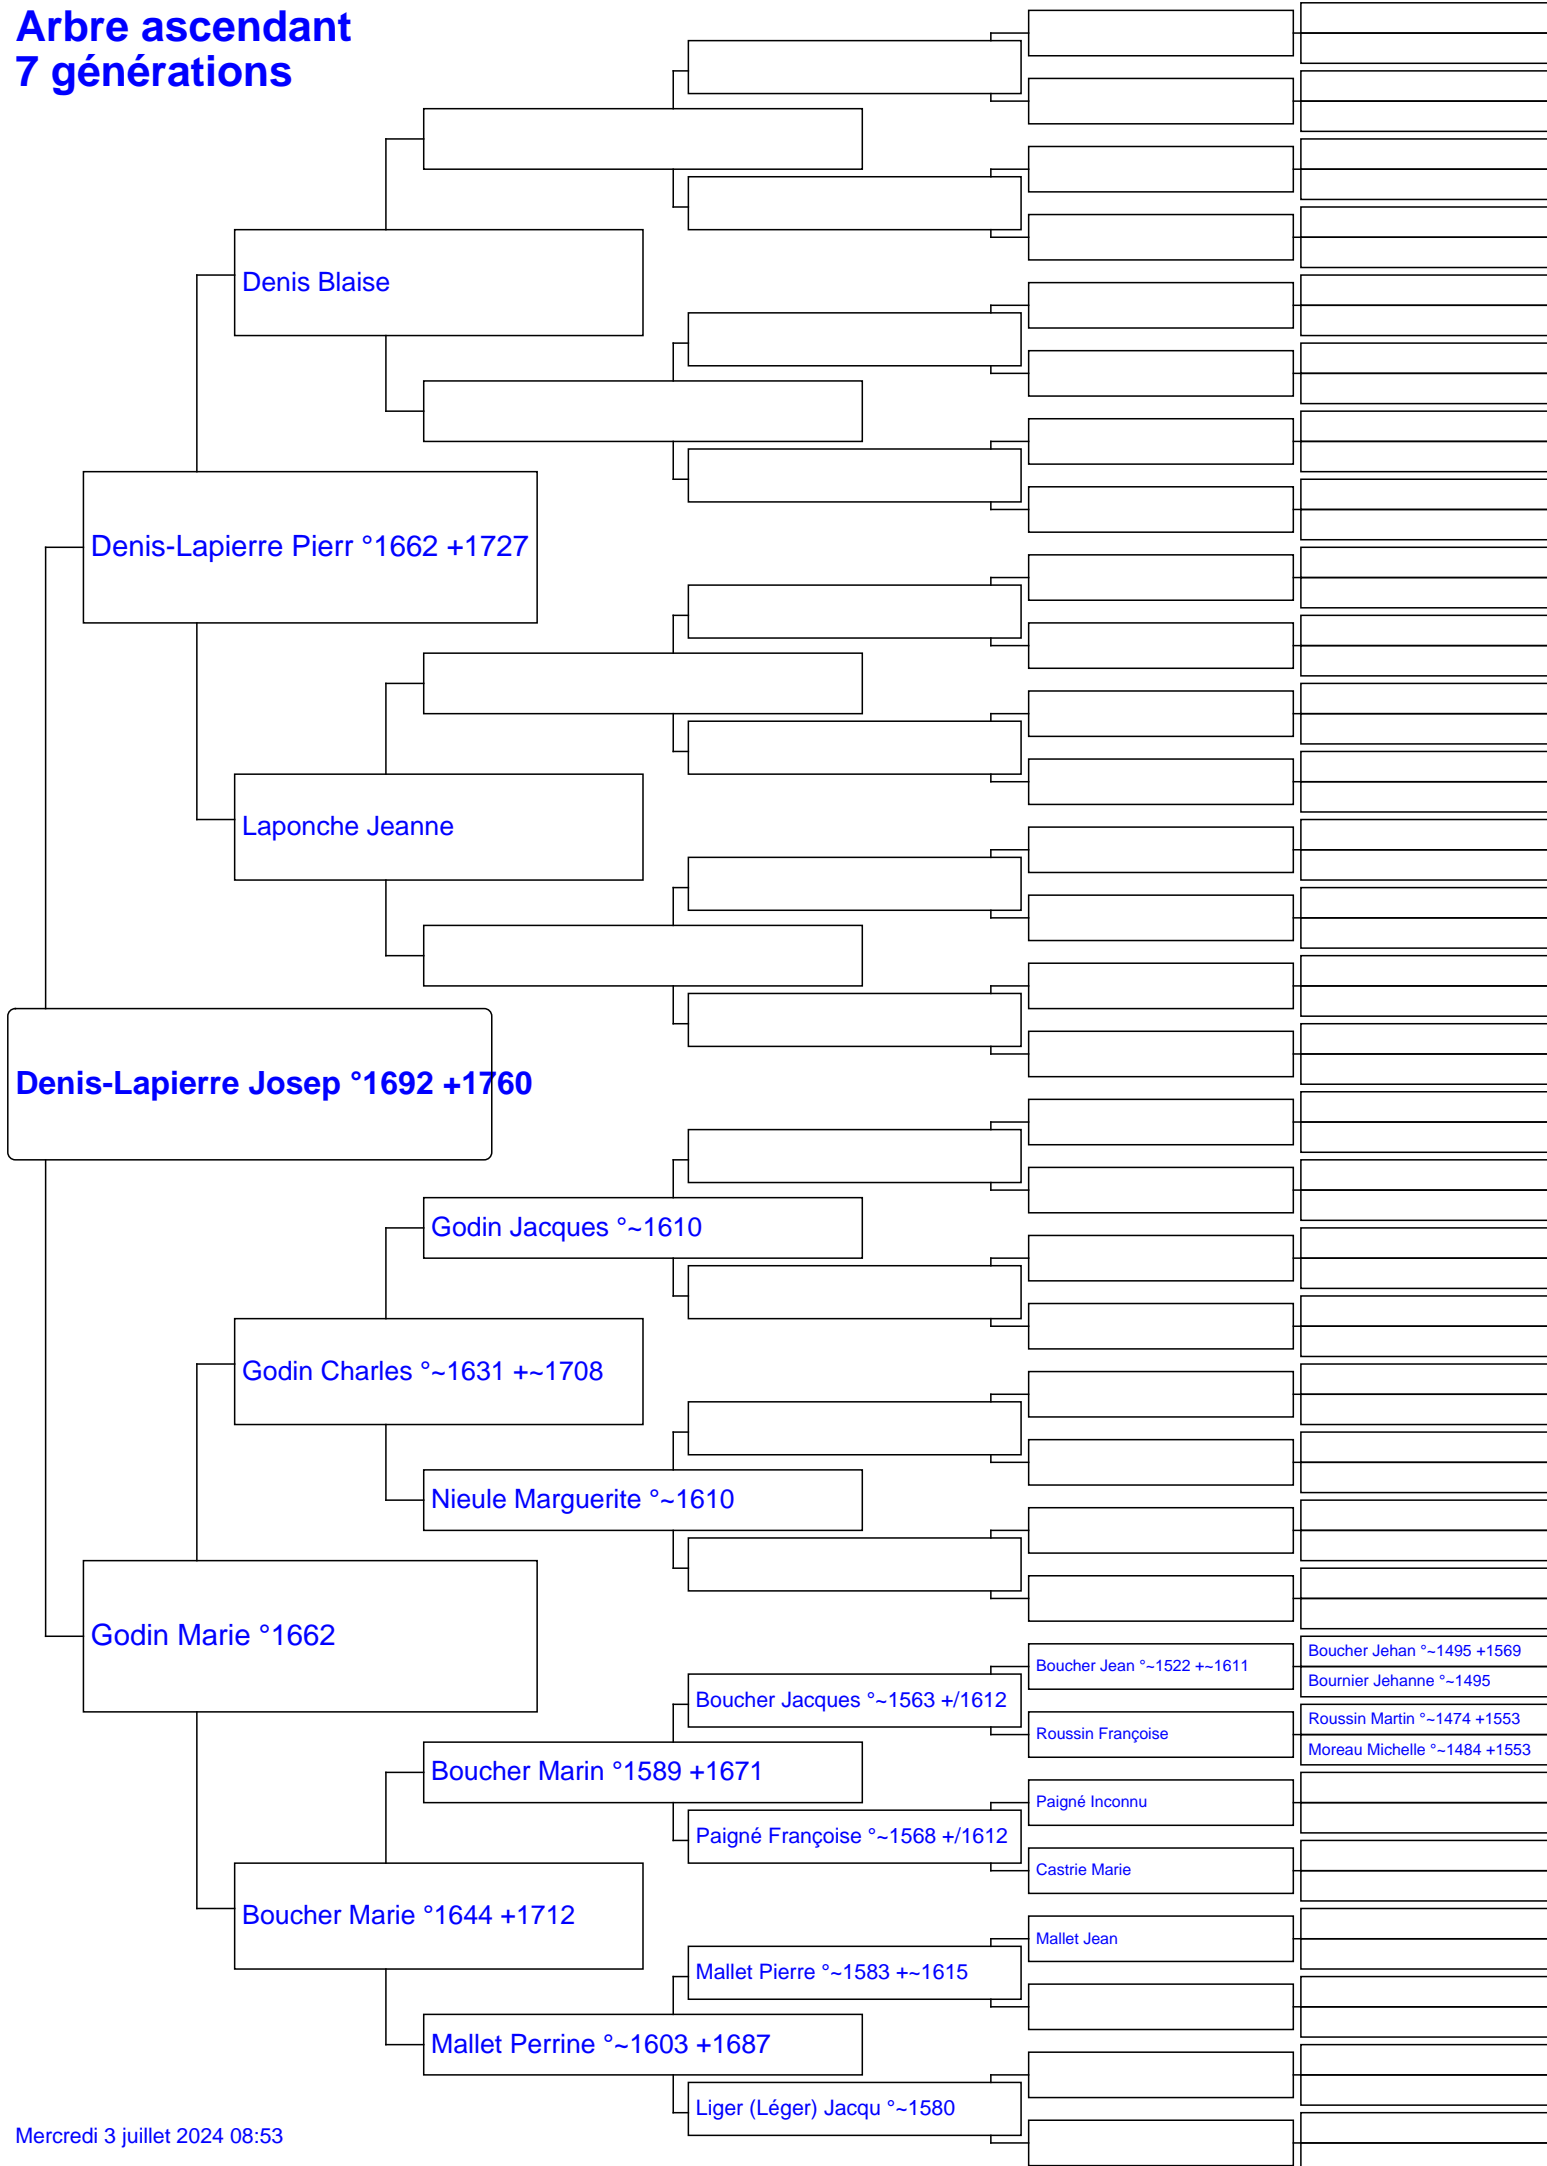 Arbre ascendant
7 générations
Denis Blaise
Denis-Lapierre Pierr °1662 +1727
Laponche Jeanne
Denis-Lapierre Josep °1692 +1760
Godin Jacques °~1610
Godin Charles °~1631 +~1708
Nieule Marguerite °~1610
Godin Marie °1662
Boucher Jehan °~1495 +1569
Boucher Jean °~1522 +~1611
Bournier Jehanne °~1495
Boucher Jacques °~1563 +/1612
Roussin Martin °~1474 +1553
Roussin Françoise
Moreau Michelle °~1484 +1553
Boucher Marin °1589 +1671
Paigné Inconnu
Paigné Françoise °~1568 +/1612
Castrie Marie
Boucher Marie °1644 +1712
Mallet Jean
Mallet Pierre °~1583 +~1615
Mallet Perrine °~1603 +1687
Liger (Léger) Jacqu °~1580
Mercredi 3 juillet 2024 08:53